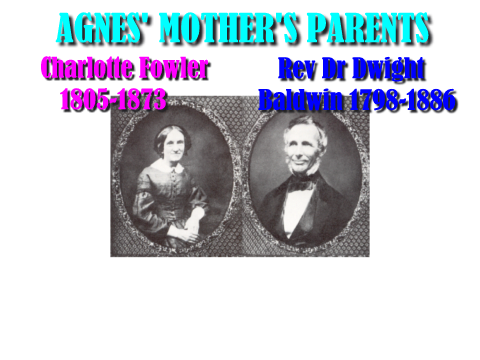 AGNES' MOTHER'S PARENTS
Charlotte Fowler
1805-1873
Rev Dr Dwight
Baldwin 1798-1886